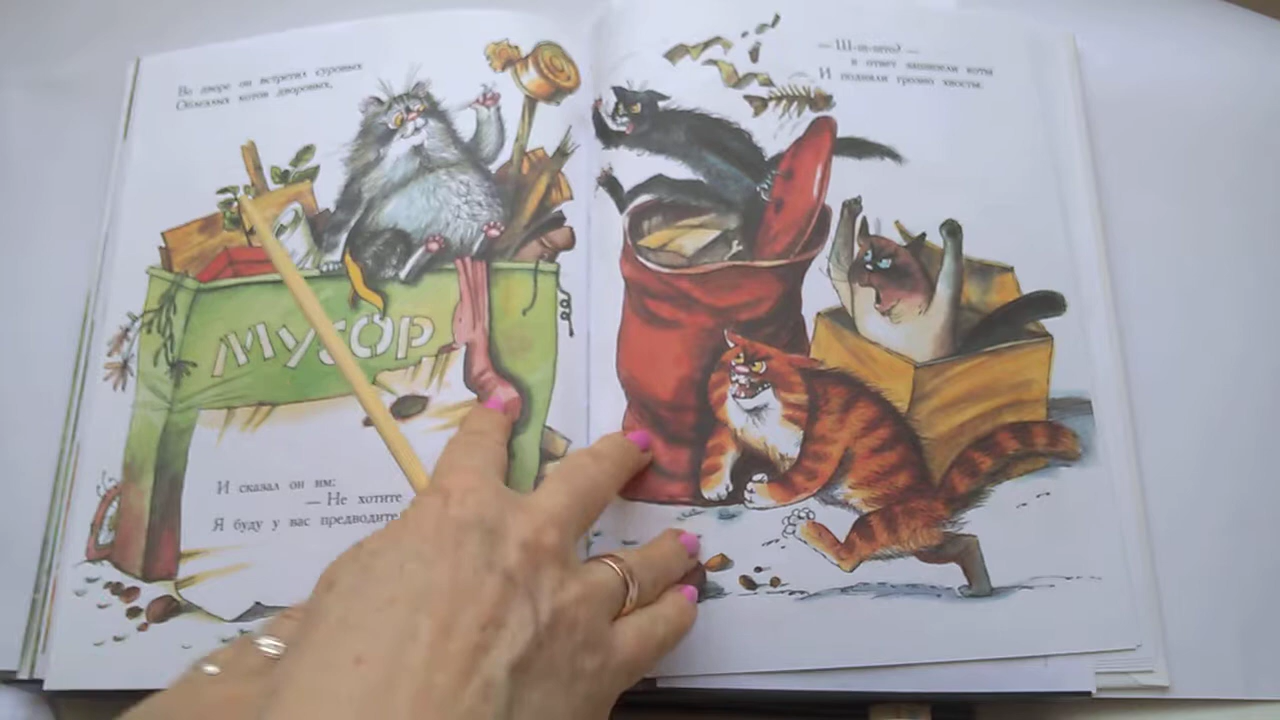 Во дворе он встретил суровых
Облезлых котов дворовых,
МУСОР
И сказал он им:
— Не хотите
Я буду у вас
— Ш-ш-што? —
в ответ зашипели коты
И подняли грозно хвосты.